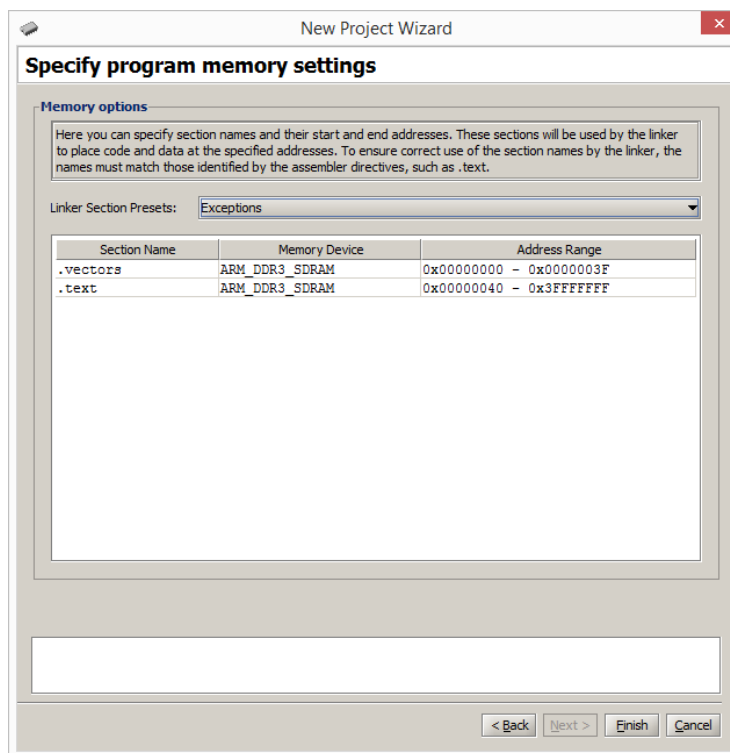 New Project Wizard
Specify program memory settings
Memory options
Here you can specify section names and their start and end addresses. These sections will be used by the linker
to place code and data at the specified addresses. To ensure correct use of the section names by the linker, the
names must match those identified by the assembler directives, such as .text.
Linker Section Presets: Exceptions
Section Name Memory Device Address Range
.vectors ARM_DDR3_SDRAM 0x00000000 - 0x0000003F
.text ARM_DDR3_SDRAM 0x00000040 - 0x3FFFFFFF
< Back Next > Finish Cancel